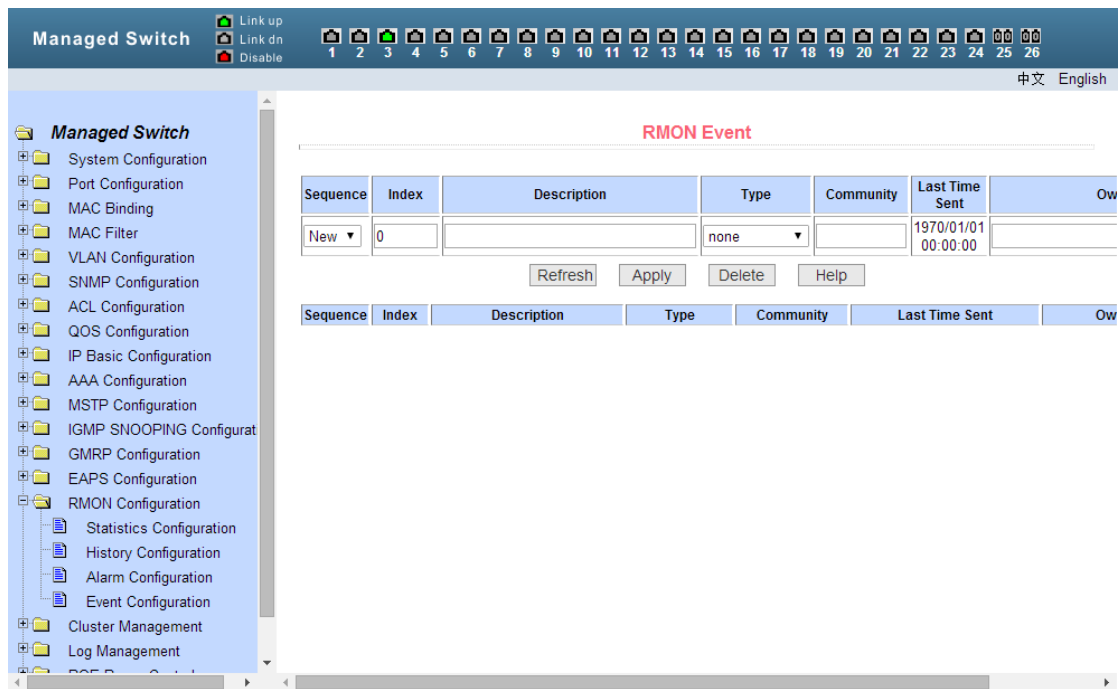 Managed Switch
Link up
Link dn
Disable
1 2 3 4 5 6 7 8 9 10 11 12 13 14 15 16 17 18 19 20 21 22 23 24 25 26
中文 English
Managed Switch
System Configuration
Port Configuration
MAC Binding
MAC Filter
VLAN Configuration
SNMP Configuration
ACL Configuration
QOS Configuration
IP Basic Configuration
AAA Configuration
MSTP Configuration
IGMP SNOOPING Configurat
GMRP Configuration
EAPS Configuration
RMON Configuration
Statistics Configuration
History Configuration
Alarm Configuration
Event Configuration
Cluster Management
Log Management
RMON Event
Sequence Index Description Type Community Last Time Sent Ow
New 0 none 1970/01/01 00:00:00
Refresh Apply Delete Help
Sequence Index Description Type Community Last Time Sent Ow